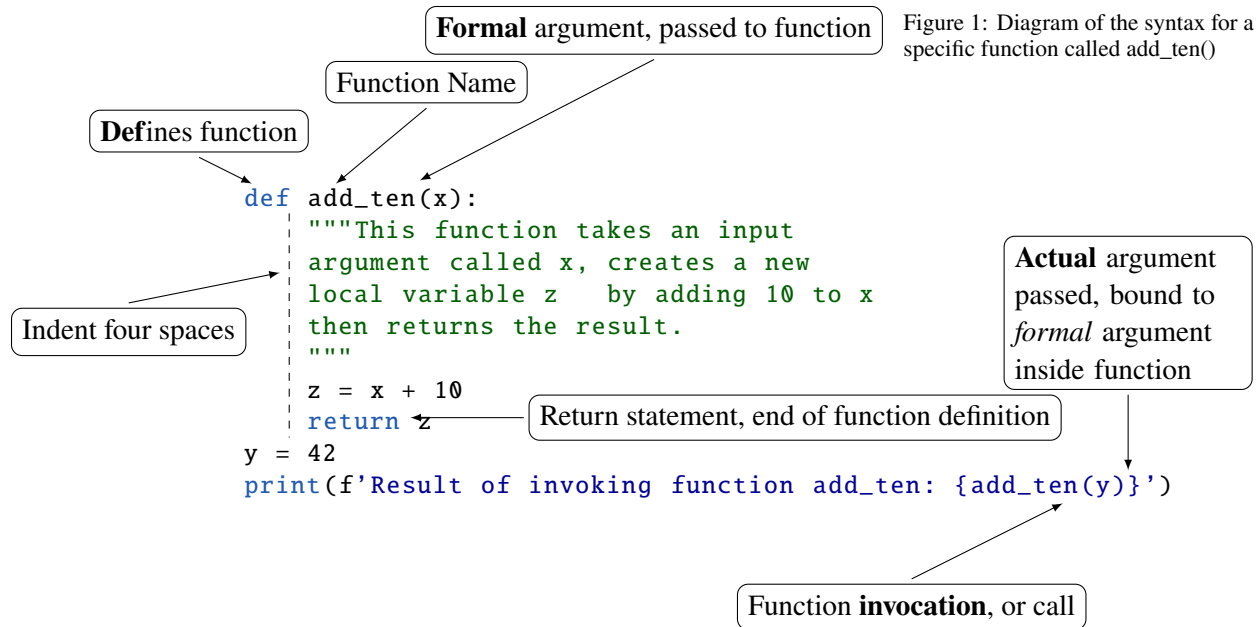 Formal argument, passed to function
Figure 1: Diagram of the syntax for a
specific function called add_ten()
Function Name
Defines function
def add_ten(x):
"""This function takes an input
argument called x, creates a new
local variable z   by adding 10 to x
then returns the result.
"""
z = x + 10
return z
y = 42
print(f'Result of invoking function add_ten: {add_ten(y)}')
Indent four spaces
Actual argument
passed, bound to
formal argument
inside function
Return statement, end of function definition
Function invocation, or call